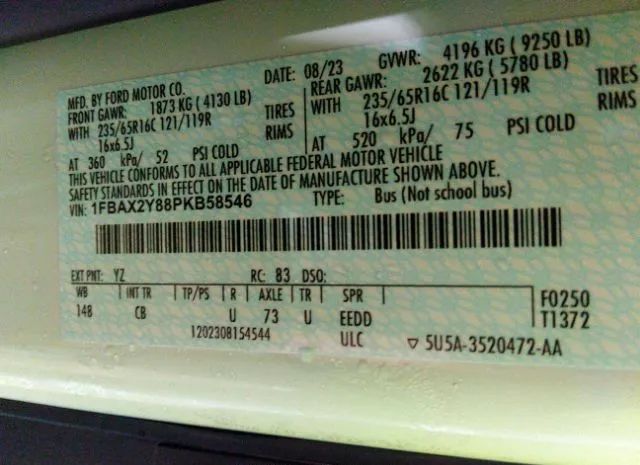 MFD. BY FORD MOTOR CO.
DATE: 08/23 GVWR: 4196 KG ( 9250 LB)
FRONT GAWR: 1873 KG ( 4130 LB)
REAR GAWR: 2622 KG ( 5780 LB)
WITH 235/65R16C 121/119R TIRES
WITH 235/65R16C 121/119R TIRES
16x6.5J RIMS
16x6.5J RIMS
AT 360 kPa/ 52 PSI COLD
AT 520 kPa/ 75 PSI COLD
THIS VEHICLE CONFORMS TO ALL APPLICABLE FEDERAL MOTOR VEHICLE
SAFETY STANDARDS IN EFFECT ON THE DATE OF MANUFACTURE SHOWN ABOVE.
VIN: 1FBAX2Y88PKB58546 TYPE: Bus (Not school bus)
EXT PNT: YZ RC: 83 DSO:
WB INT TR TP/PS R AXLE TR SPR F0250
148 CB U 73 U EEDD T1372
1202308154544 ULC ▽ 5U5A-3520472-AA